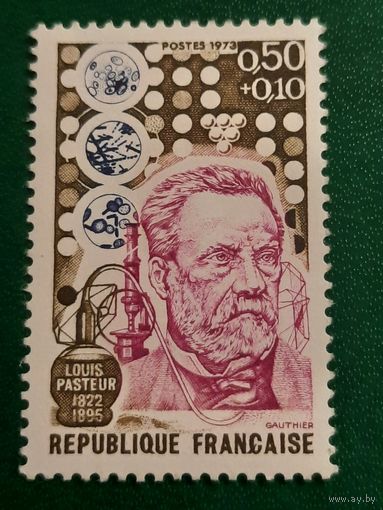 POSTES 1973
0,50
+0,10
LOUIS
PASTEUR
1822
1895
GAUTHIER
REPUBLIQUE FRANÇAISE
www.ay.by